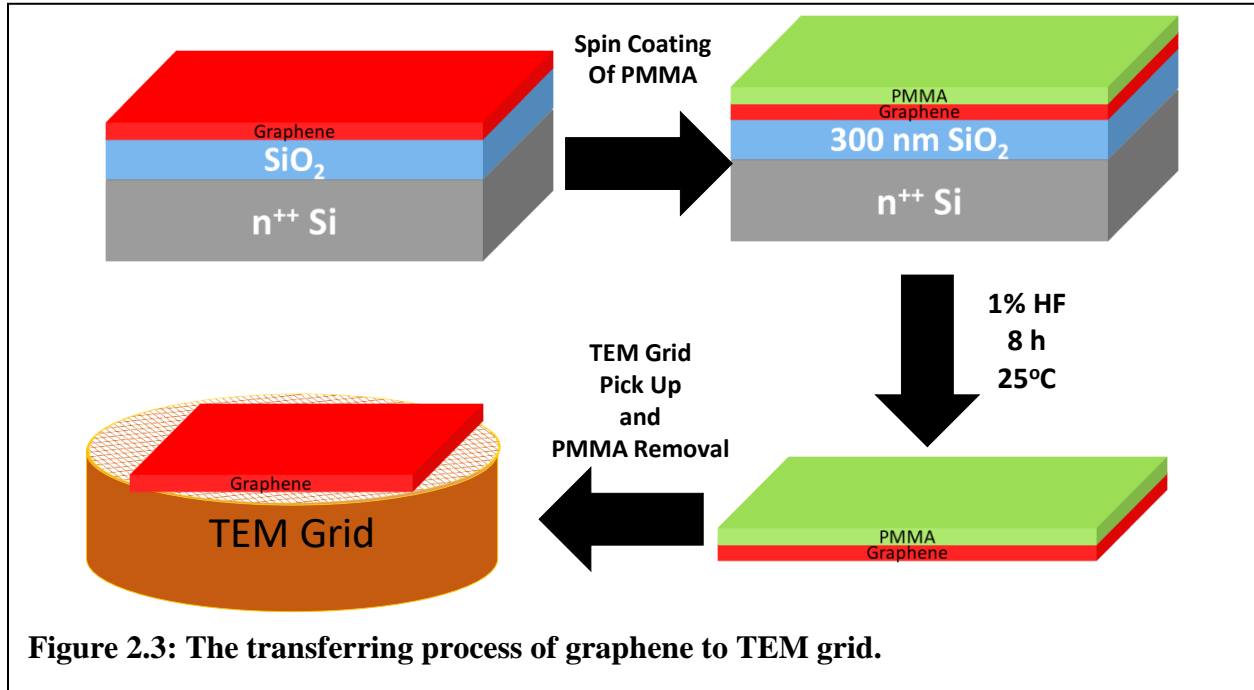 Graphene
SiO₂
n⁺⁺ Si
Spin Coating
Of PMMA
PMMA
Graphene
300 nm SiO₂
n⁺⁺ Si
1% HF
8 h
25°C
PMMA
Graphene
TEM Grid
Pick Up
and
PMMA Removal
Graphene
TEM Grid
Figure 2.3: The transferring process of graphene to TEM grid.